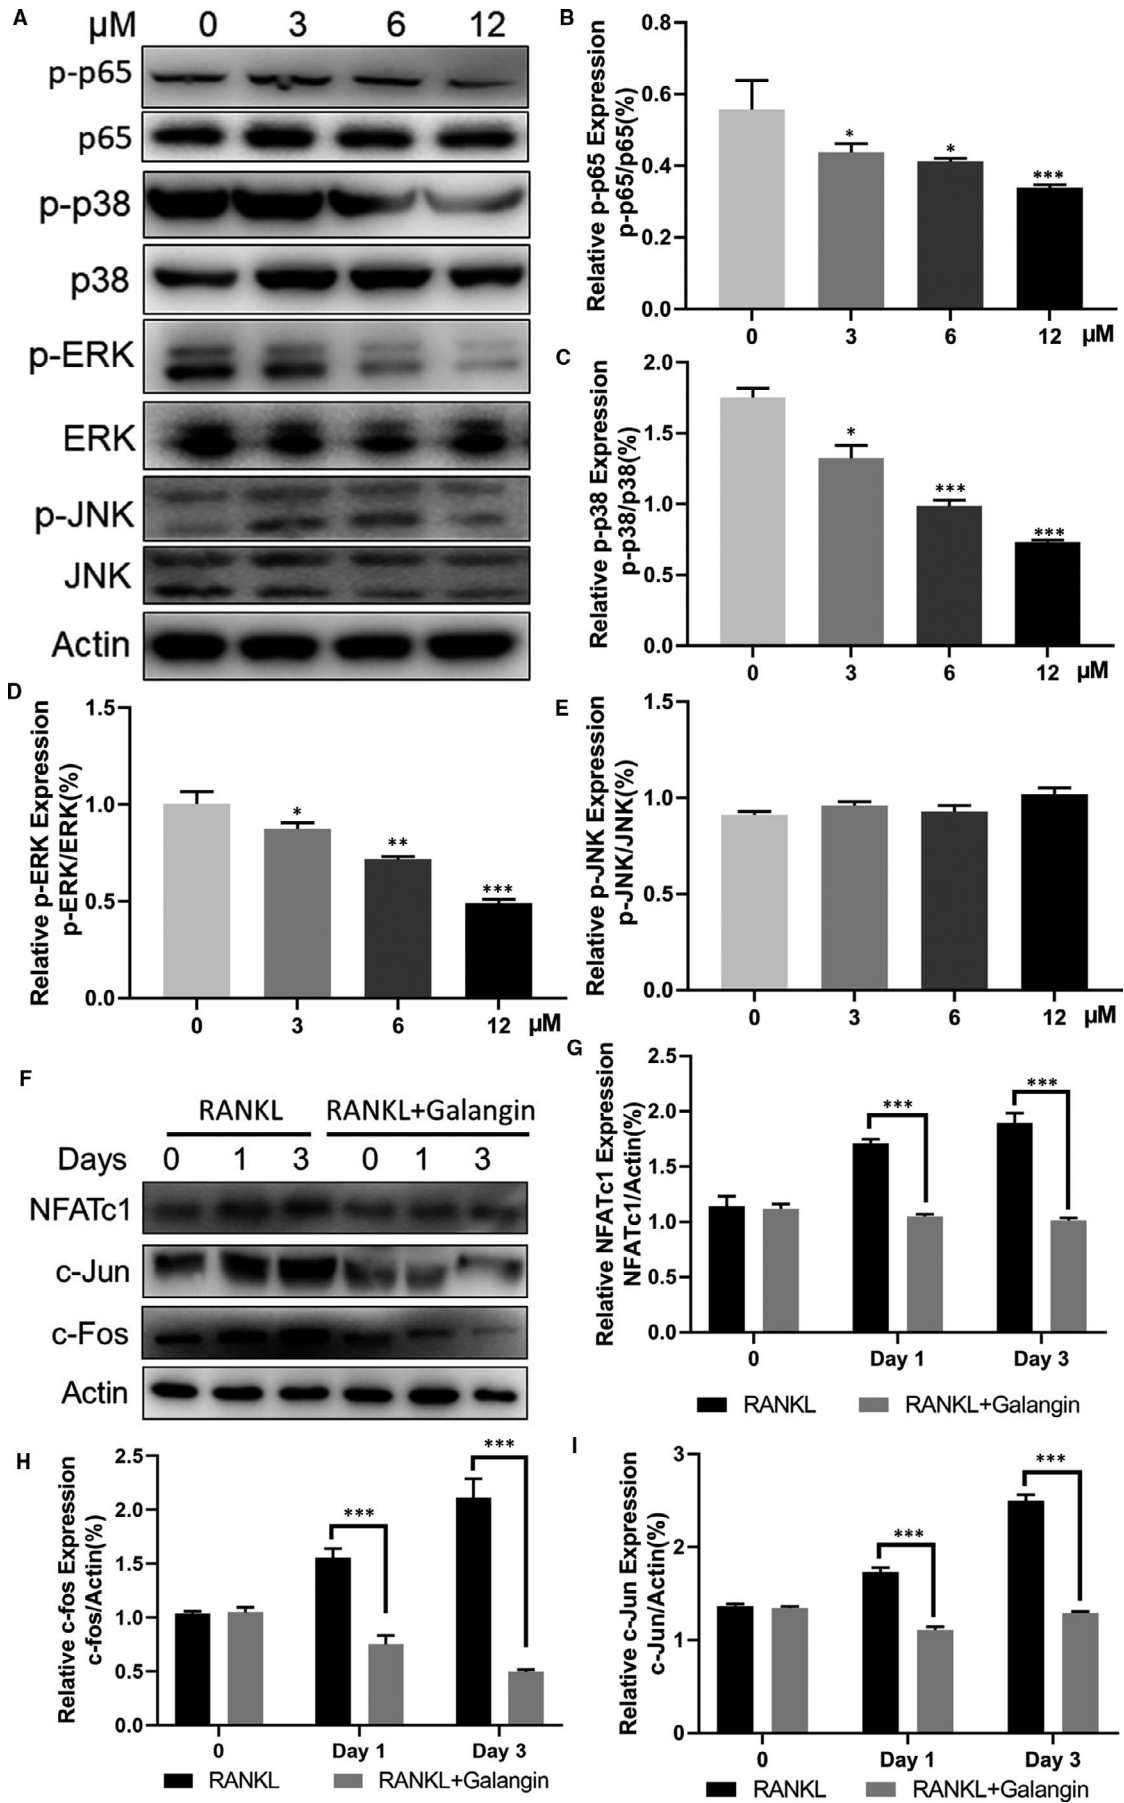 A
µM 0 3 6 12
p-p65
p65
p-p38
p38
p-ERK
ERK
p-JNK
JNK
Actin
B
Relative p-p65 Expression
p-p65/p65(%)
0.8
0.6
0.4
0.2
0.0
*
*
***
0 3 6 12 µM
C
Relative p-p38 Expression
p-p38/p38(%)
2.0
1.5
1.0
0.5
0.0
*
***
***
0 3 6 12 µM
D
Relative p-ERK Expression
p-ERK/ERK(%)
1.5
1.0
0.5
0.0
*
**
***
0 3 6 12 µM
E
Relative p-JNK Expression
p-JNK/JNK(%)
1.5
1.0
0.5
0.0
0 3 6 12 µM
F
RANKL RANKL+Galangin
Days 0 1 3 0 1 3
NFATc1
c-Jun
c-Fos
Actin
G
Relative NFATc1 Expression
NFATc1/Actin(%)
2.5
2.0
1.5
1.0
0.5
0.0
***
***
0 Day 1 Day 3
RANKL RANKL+Galangin
H
Relative c-fos Expression
c-fos/Actin(%)
2.5
2.0
1.5
1.0
0.5
0.0
***
***
0 Day 1 Day 3
RANKL RANKL+Galangin
I
Relative c-Jun Expression
c-Jun/Actin(%)
3
2
1
0
***
***
0 Day 1 Day 3
RANKL RANKL+Galangin